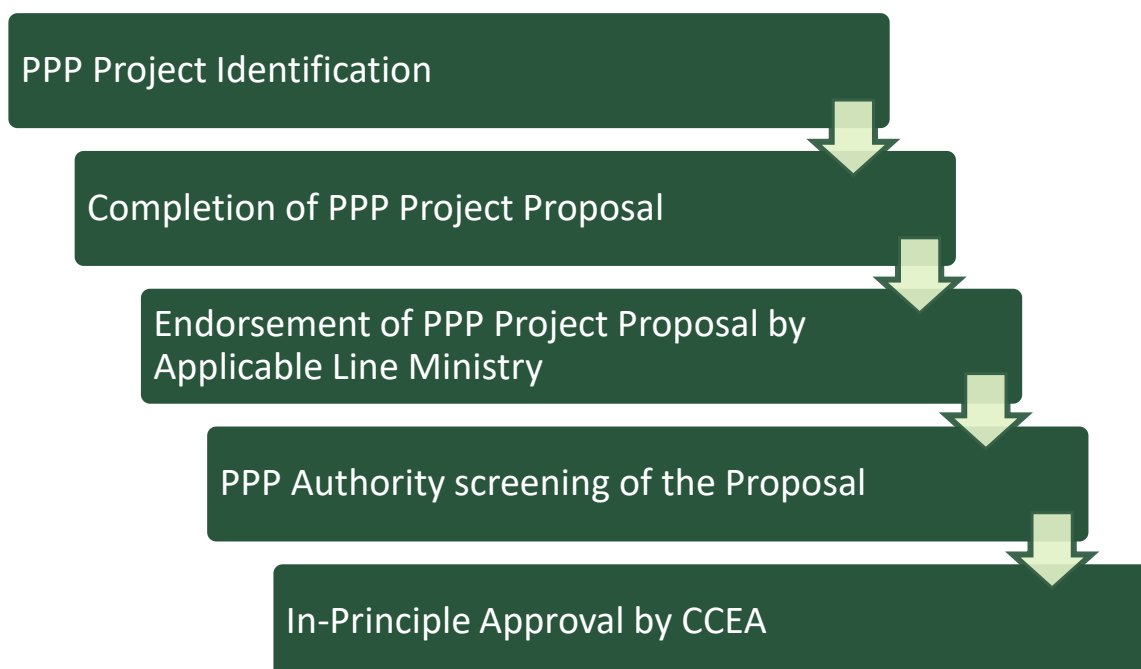 PPP Project Identification
Completion of PPP Project Proposal
Endorsement of PPP Project Proposal by
Applicable Line Ministry
PPP Authority screening of the Proposal
In-Principle Approval by CCEA